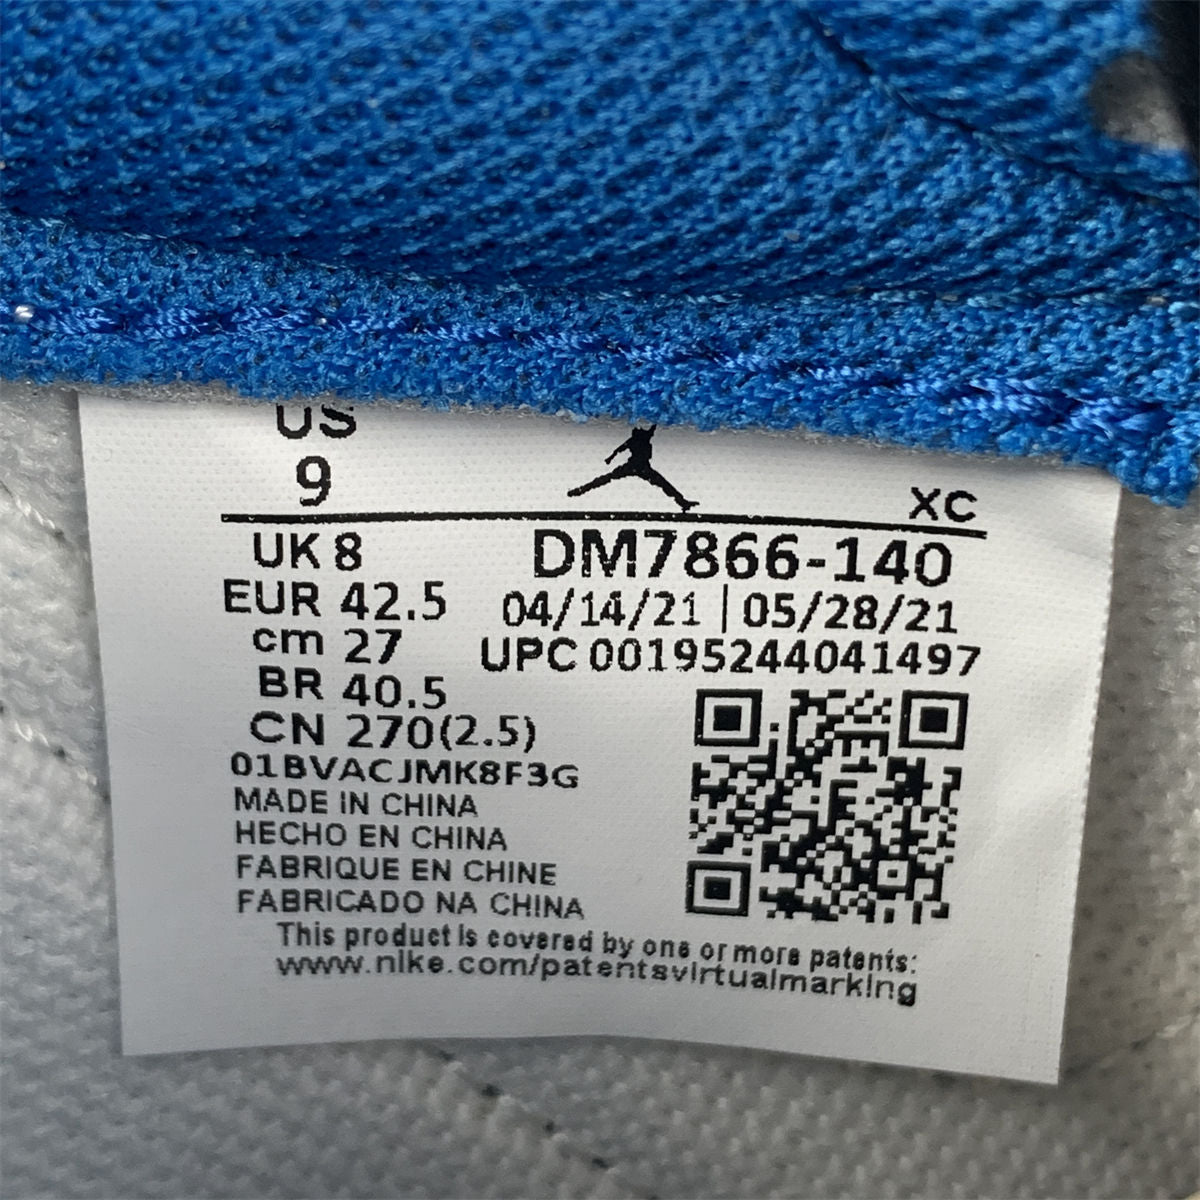 US
9
XC
UK 8
DM7866-140
EUR 42.5
04/14/21 | 05/28/21
cm 27
UPC 00195244041497
BR 40.5
CN 270(2.5)
01BVACJMK8F3G
MADE IN CHINA
HECHO EN CHINA
FABRIQUE EN CHINE
FABRICADO NA CHINA
This product is covered by one or more patents:
www.nike.com/patentsvirtualmarking